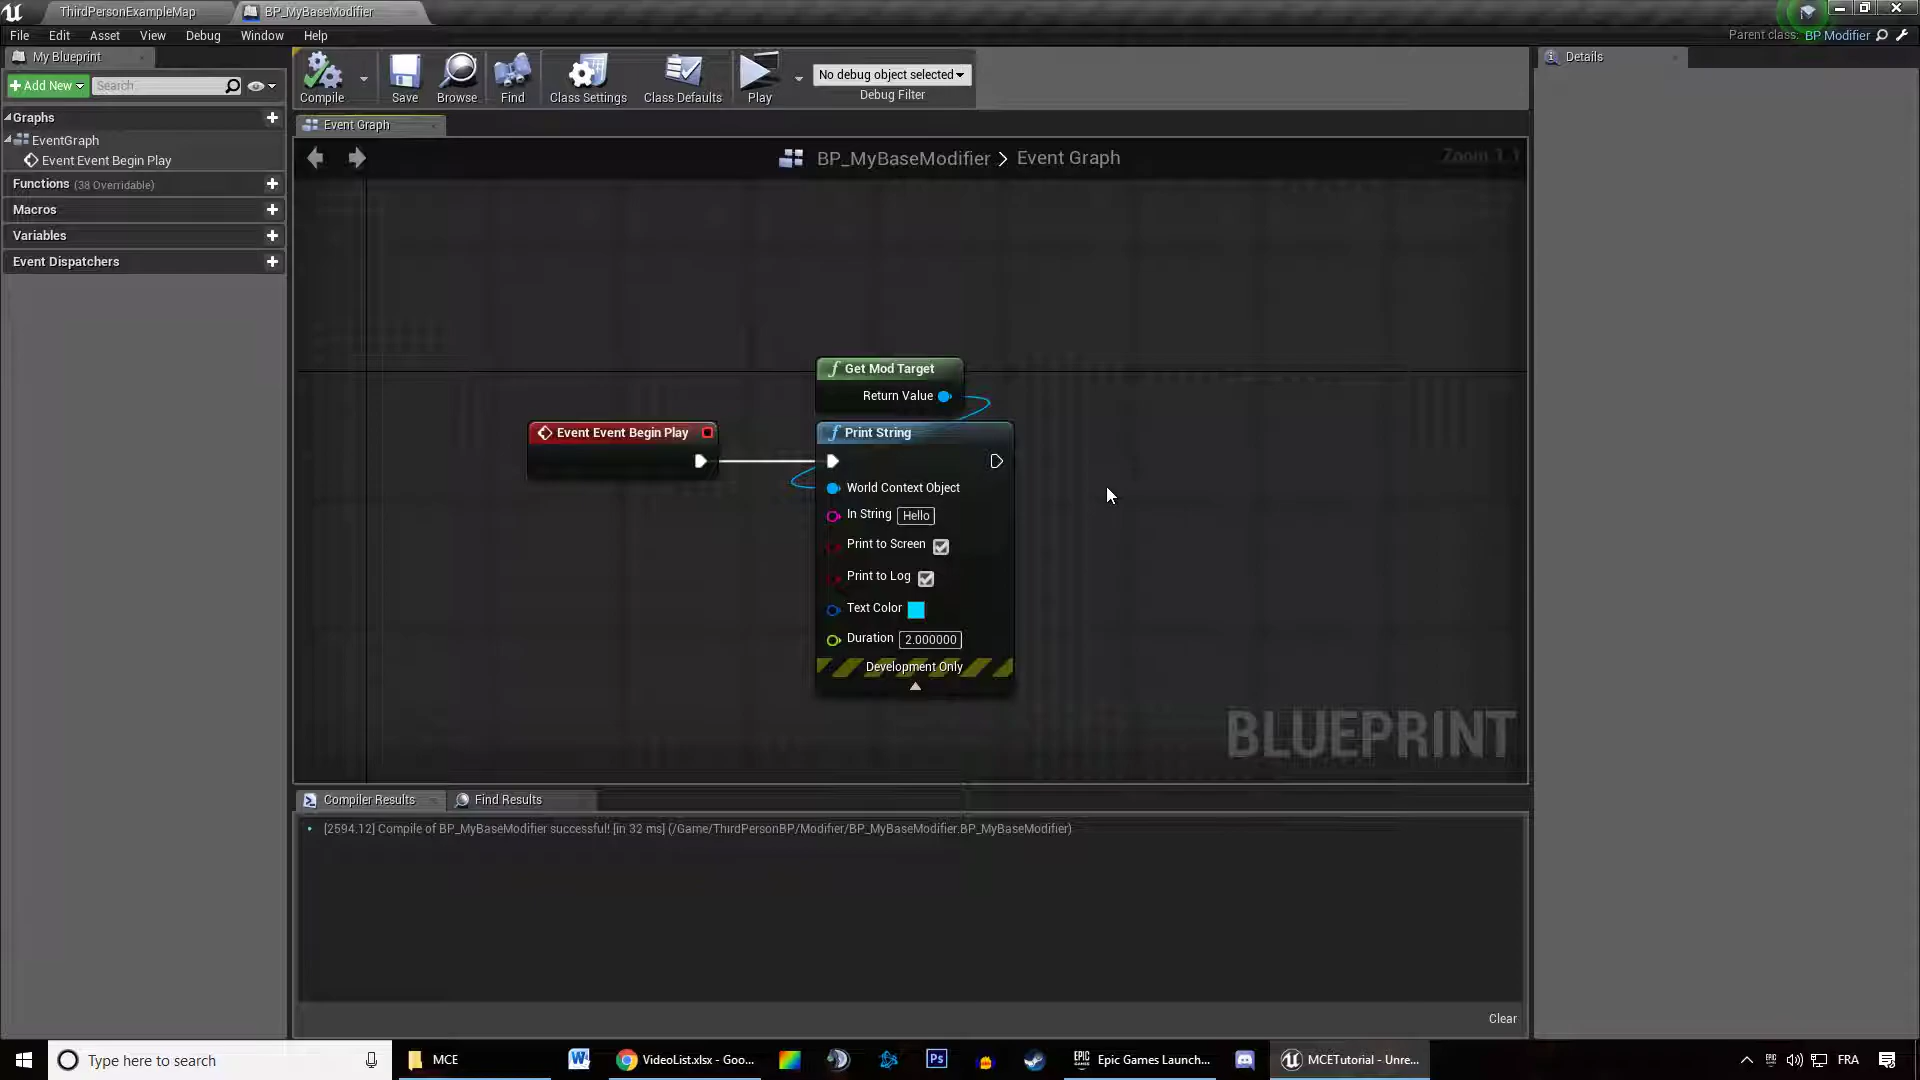 ThirdPersonExampleMap
BP_MyBaseModifier
File Edit Asset View Debug Window Help
Parent class: BP Modifier
My Blueprint
Details
Add New
Search
Compile
Save
Browse
Find
Class Settings
Class Defaults
Play
No debug object selected
Debug Filter
Graphs
EventGraph
Event Event Begin Play
Functions (38 Overridable)
Macros
Variables
Event Dispatchers
Event Graph
BP_MyBaseModifier > Event Graph
Zoom 1:1
f Get Mod Target
Return Value
Event Event Begin Play
f Print String
World Context Object
In String Hello
Print to Screen
Print to Log
Text Color
Duration 2.000000
Development Only
BLUEPRINT
Compiler Results
Find Results
[2594.12] Compile of BP_MyBaseModifier successful! [in 32 ms] (/Game/ThirdPersonBP/Modifier/BP_MyBaseModifier.BP_MyBaseModifier)
Clear
Type here to search
MCE
VideoList.xlsx - Goo...
Ps
Epic Games Launch...
MCETutorial - Unre...
FRA